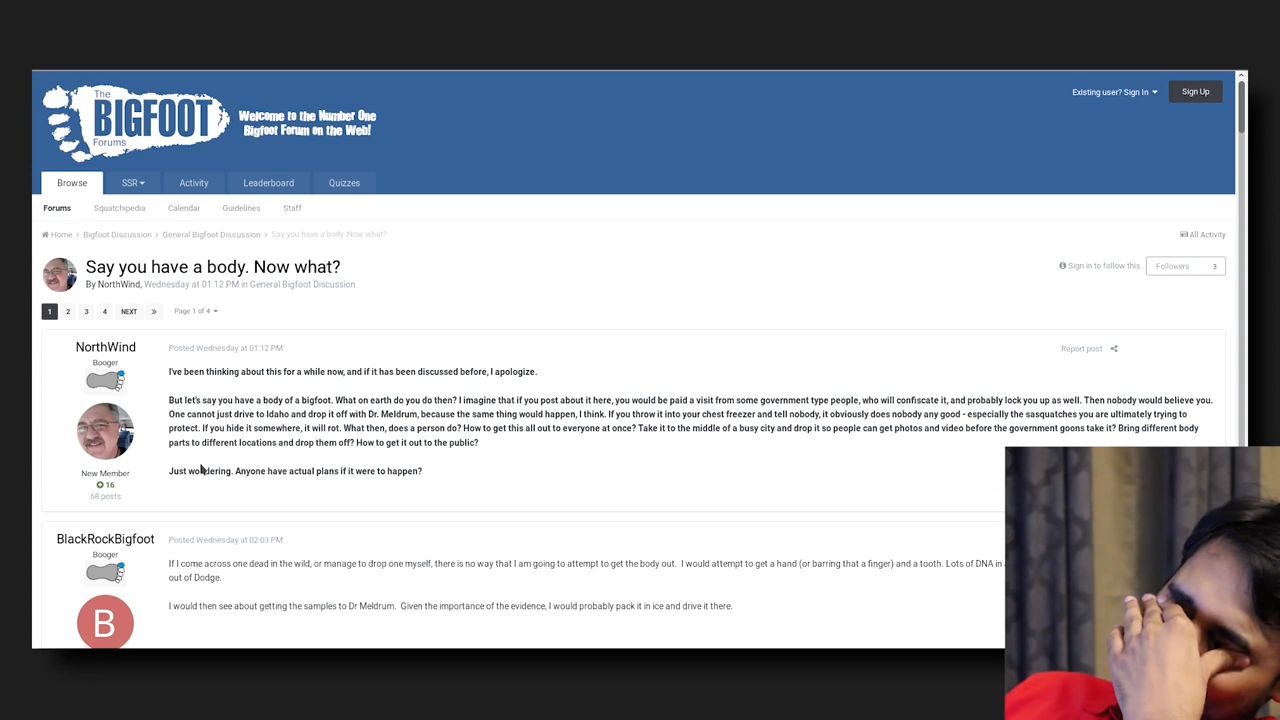 The
BIGFOOT
Forums
Welcome to the Number One
Bigfoot Forum on the Web!
Existing user? Sign In
Sign Up
Browse
SSR
Activity
Leaderboard
Quizzes
Forums
Squatchipedia
Calendar
Guidelines
Staff
Home > Bigfoot Discussion > General Bigfoot Discussion > Say you have a body. Now what?
All Activity
Say you have a body. Now what?
By NorthWind, Wednesday at 01:12 PM in General Bigfoot Discussion
Sign in to follow this
Followers 3
1 2 3 4 NEXT » Page 1 of 4
NorthWind
Booger
New Member
16
68 posts
Posted Wednesday at 01:12 PM
Report post
I've been thinking about this for a while now, and if it has been discussed before, I apologize.
But let's say you have a body of a bigfoot. What on earth do you do then? I imagine that if you post about it here, you would be paid a visit from some government type people, who will confiscate it, and probably lock you up as well. Then nobody would believe you.
One cannot just drive to Idaho and drop it off with Dr. Meldrum, because the same thing would happen, I think. If you throw it into your chest freezer and tell nobody, it obviously does nobody any good - especially the sasquatches you are ultimately trying to
protect. If you hide it somewhere, it will rot. What then, does a person do? How to get this all out to everyone at once? Take it to the middle of a busy city and drop it so people can get photos and video before the government goons take it? Bring different body
parts to different locations and drop them off? How to get it out to the public?
Just wondering. Anyone have actual plans if it were to happen?
BlackRockBigfoot
Booger
B
Posted Wednesday at 02:03 PM
If I come across one dead in the wild, or manage to drop one myself, there is no way that I am going to attempt to get the body out. I would attempt to get a hand (or barring that a finger) and a tooth. Lots of DNA in
out of Dodge.
I would then see about getting the samples to Dr Meldrum. Given the importance of the evidence, I would probably pack it in ice and drive it there.